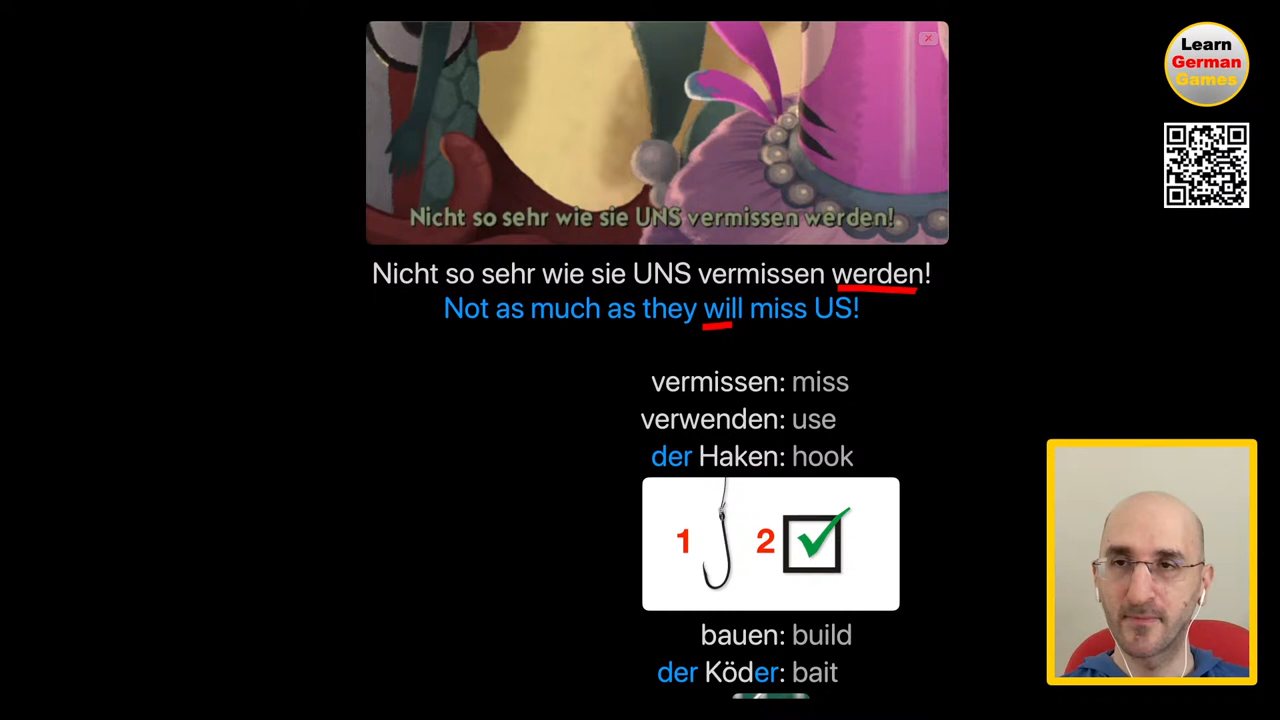 Learn
German
Games
Nicht so sehr wie sie UNS vermissen werden!
Nicht so sehr wie sie UNS vermissen werden!
Not as much as they will miss US!
vermissen: miss
verwenden: use
der Haken: hook
1 2
bauen: build
der Köder: bait